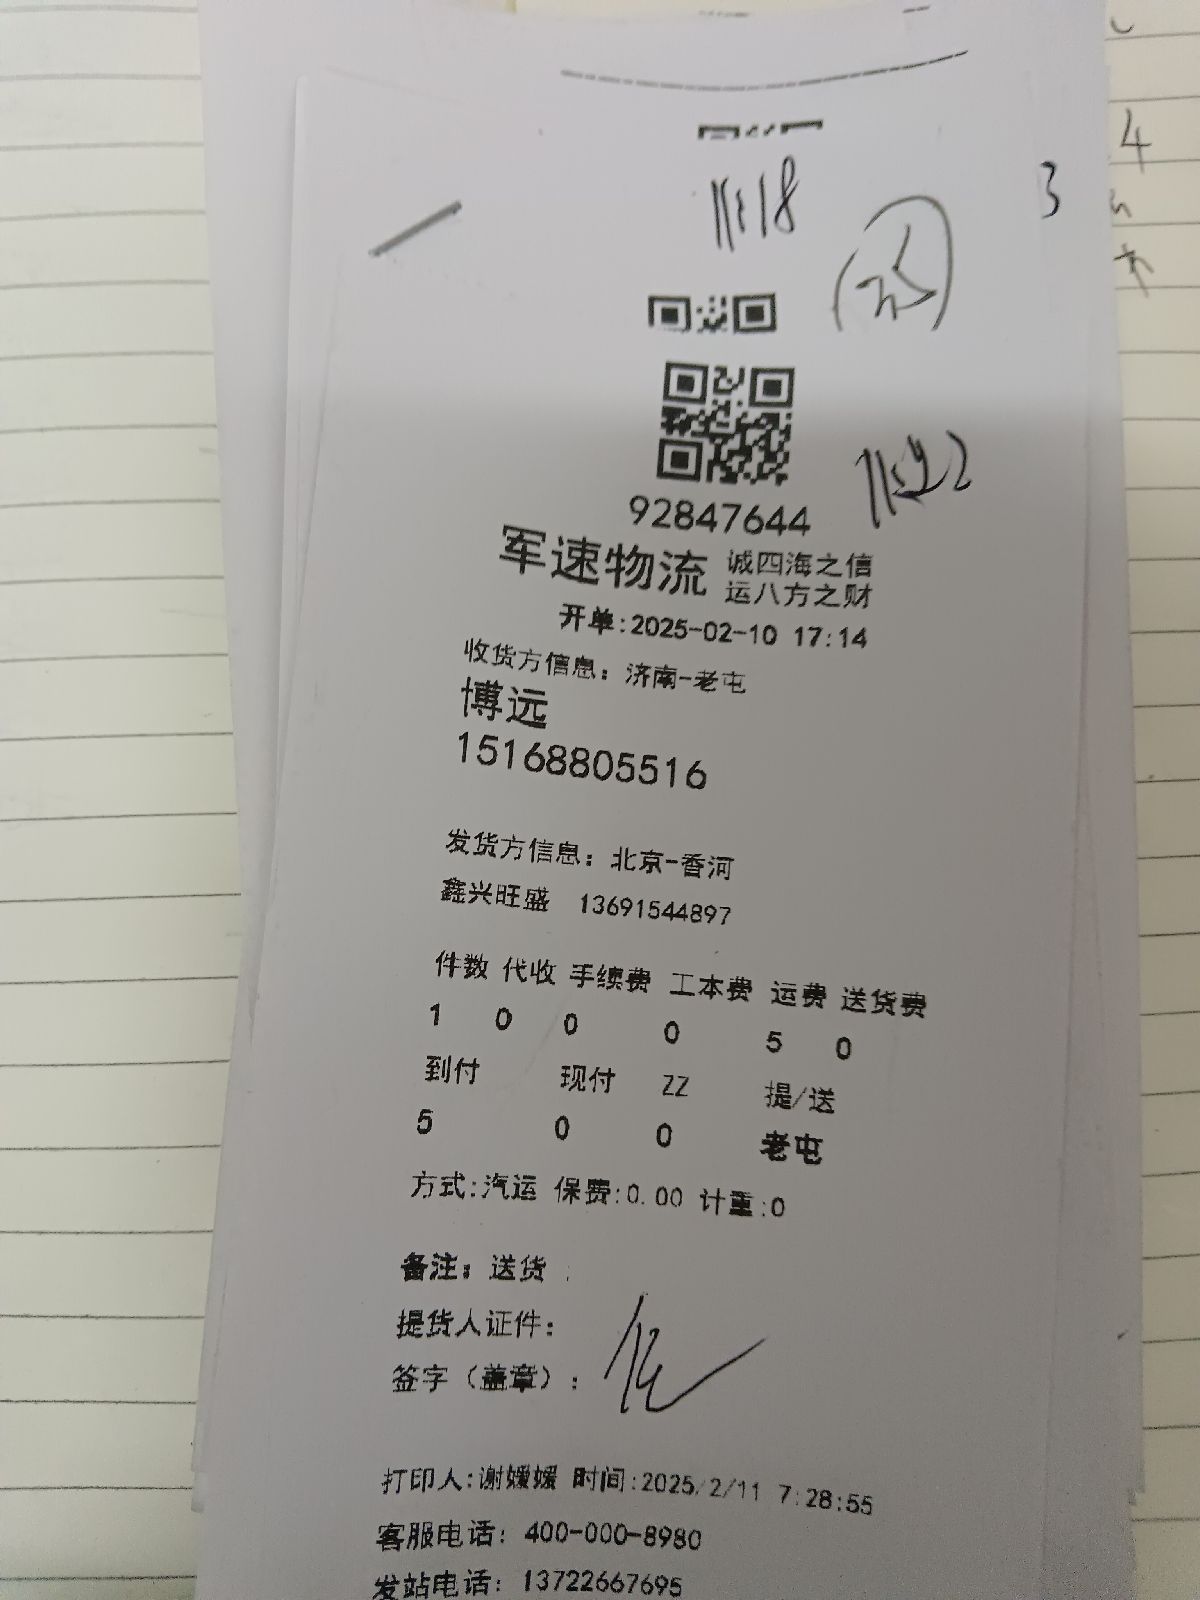 4
11:18
3
11:22
92847644
军速物流 诚四海之信
运八方之财
开单:2025-02-10 17:14
收货方信息：济南-老屯
博远
15168805516
发货方信息：北京-香河
鑫兴旺盛 13691544897
件数 代收 手续费 工本费 运费 送货费
1 0 0 0 5 0
到付 现付 ZZ 提/送
5 0 0 老屯
方式:汽运 保费:0.00 计重:0
备注：送货
提货人证件：
签字（盖章）：
打印人:谢媛媛 时间:2025/2/11 7:28:55
客服电话：400-000-8980
发站电话：13722667695